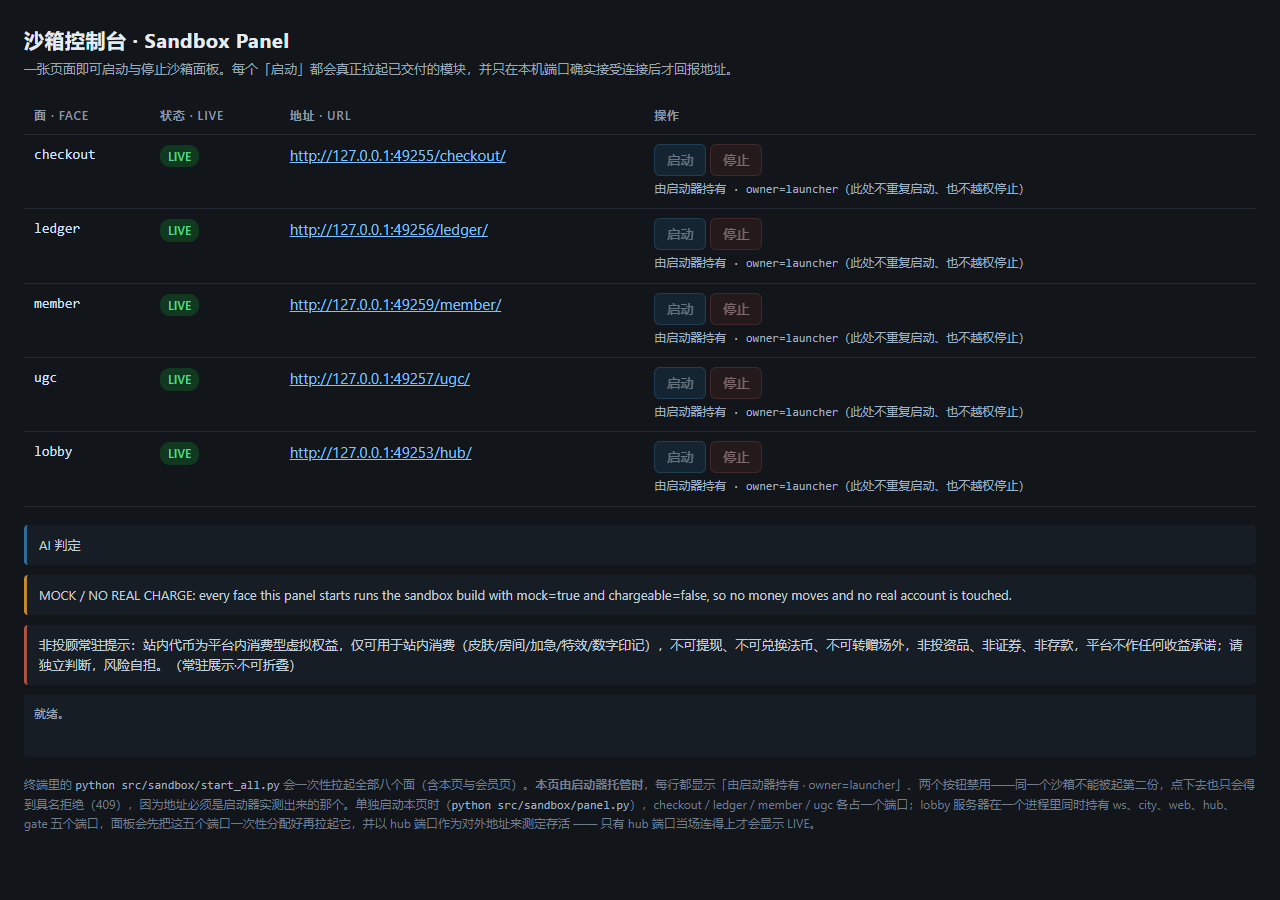 沙箱控制台 · Sandbox Panel
一张页面即可启动与停止沙箱面板。每个「启动」都会真正拉起已交付的模块，并只在本机端口确实接受连接后才回报地址。
面 · FACE 状态 · LIVE 地址 · URL 操作
checkout LIVE http://127.0.0.1:49255/checkout/ 启动 停止
由启动器持有 · owner=launcher（此处不重复启动、也不越权停止）
ledger LIVE http://127.0.0.1:49256/ledger/ 启动 停止
由启动器持有 · owner=launcher（此处不重复启动、也不越权停止）
member LIVE http://127.0.0.1:49259/member/ 启动 停止
由启动器持有 · owner=launcher（此处不重复启动、也不越权停止）
ugc LIVE http://127.0.0.1:49257/ugc/ 启动 停止
由启动器持有 · owner=launcher（此处不重复启动、也不越权停止）
lobby LIVE http://127.0.0.1:49253/hub/ 启动 停止
由启动器持有 · owner=launcher（此处不重复启动、也不越权停止）
AI 判定
MOCK / NO REAL CHARGE: every face this panel starts runs the sandbox build with mock=true and chargeable=false, so no money moves and no real account is touched.
非投顾常驻提示：站内代币为平台内消费型虚拟权益，仅可用于站内消费（皮肤/房间/加急/特效/数字印记），不可提现、不可兑换法币、不可转赠场外，非投资品、非证券、非存款，平台不作任何收益承诺；请
独立判断，风险自担。（常驻展示·不可折叠）
就绪。
终端里的 python src/sandbox/start_all.py 会一次性拉起全部八个面（含本页与会员页）。本页由启动器托管时，每行都显示「由启动器持有 · owner=launcher」、两个按钮禁用——同一个沙箱不能被起第二份，点下去也只会得
到具名拒绝（409），因为地址必须是启动器实测出来的那个。单独启动本页时（python src/sandbox/panel.py），checkout / ledger / member / ugc 各占一个端口；lobby 服务器在一个进程里同时持有 ws、city、web、hub、
gate 五个端口，面板会先把这五个端口一次性分配好再拉起它，并以 hub 端口作为对外地址来测定存活 —— 只有 hub 端口当场连得上才会显示 LIVE。